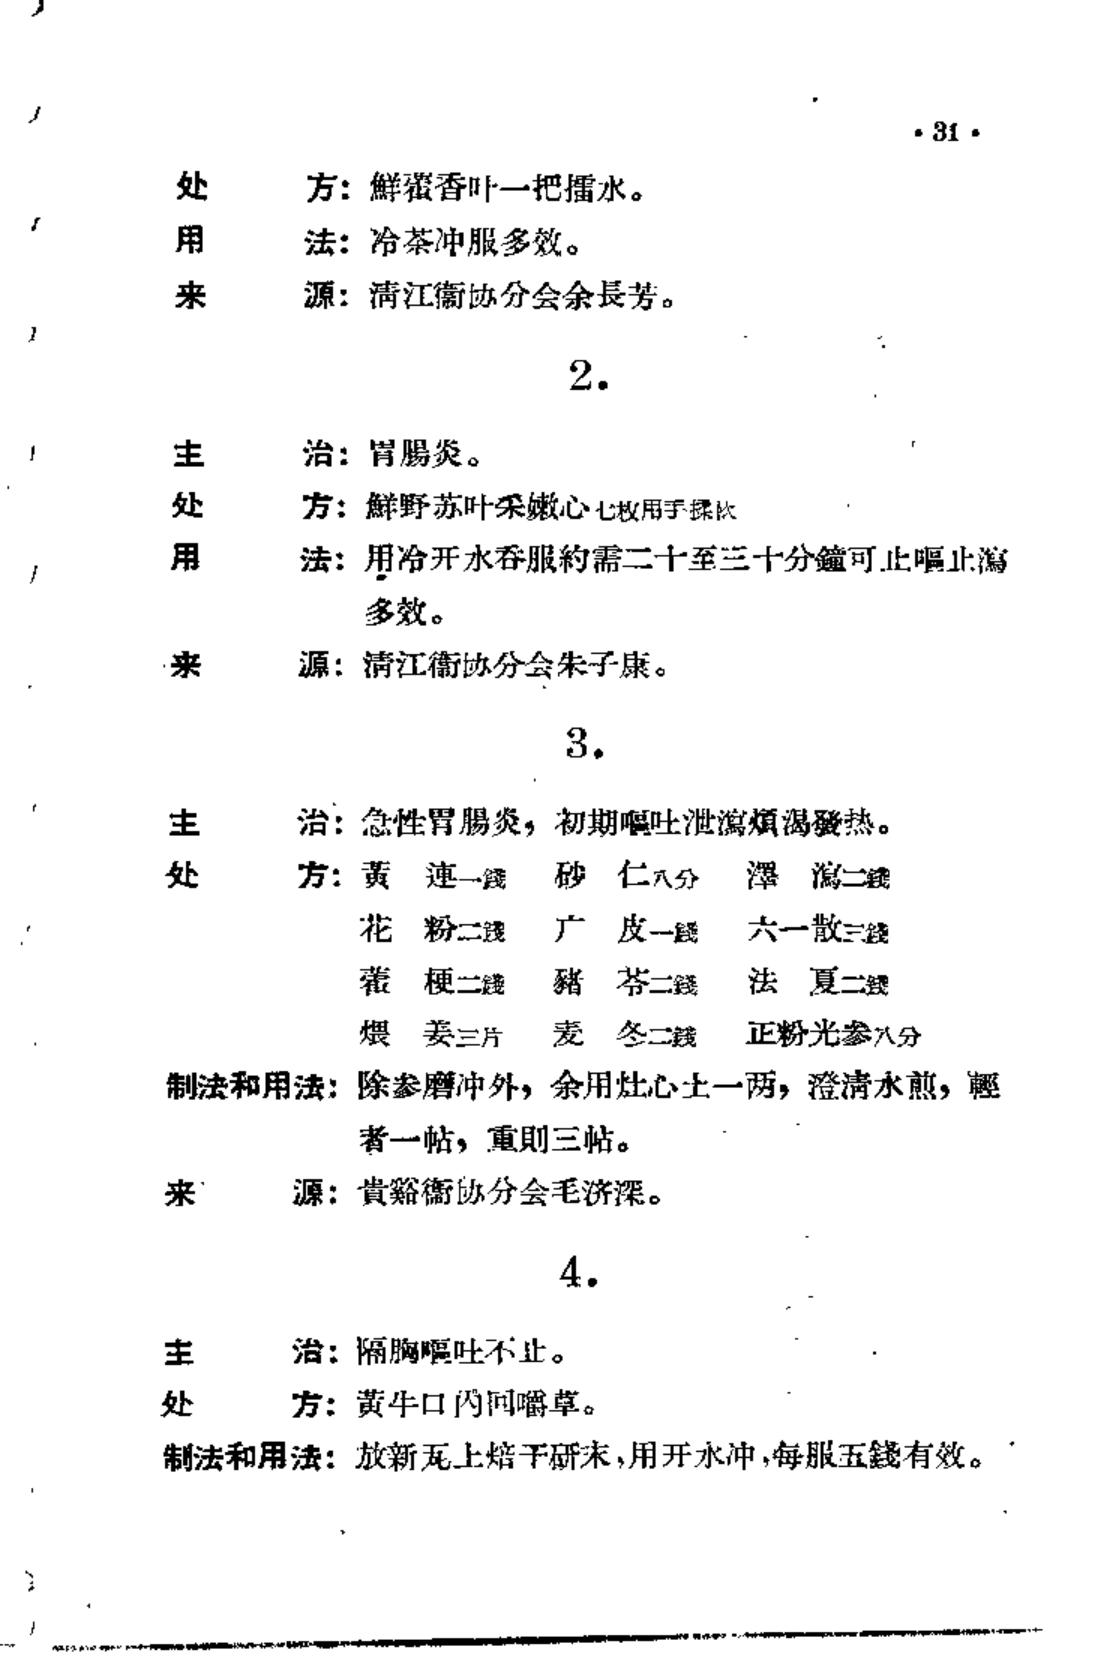 • 31 •
处 方：鮮藿香叶一把擂水。
用 法：冷茶冲服多效。
来 源：清江衞协分会余長芳。
2.
主 治：胃腸炎。
处 方：鮮野苏叶采嫩心七枚用手揉
用 法：用冷开水吞服約需二十至三十分鐘可止嘔止瀉
多效。
来 源：清江衞协分会朱子康。
3.
主 治：急性胃腸炎，初期嘔吐泄瀉煩渴發热。
处 方：黃 連一錢 砂 仁八分 澤 瀉二錢
花 粉二錢 广 皮一錢 六一散三錢
藿 梗二錢 豬 苓二錢 法 夏二錢
煨 姜三片 麦 冬二錢 正粉光參八分
制法和用法：除參磨冲外，余用灶心土一两，澄清水煎，輕
者一帖，重則三帖。
来 源：貴谿衞协分会毛济深。
4.
主 治：隔胸嘔吐不止。
处 方：黃牛口內回嚼草。
制法和用法：放新瓦上焙干研末，用开水冲，每服五錢有效。